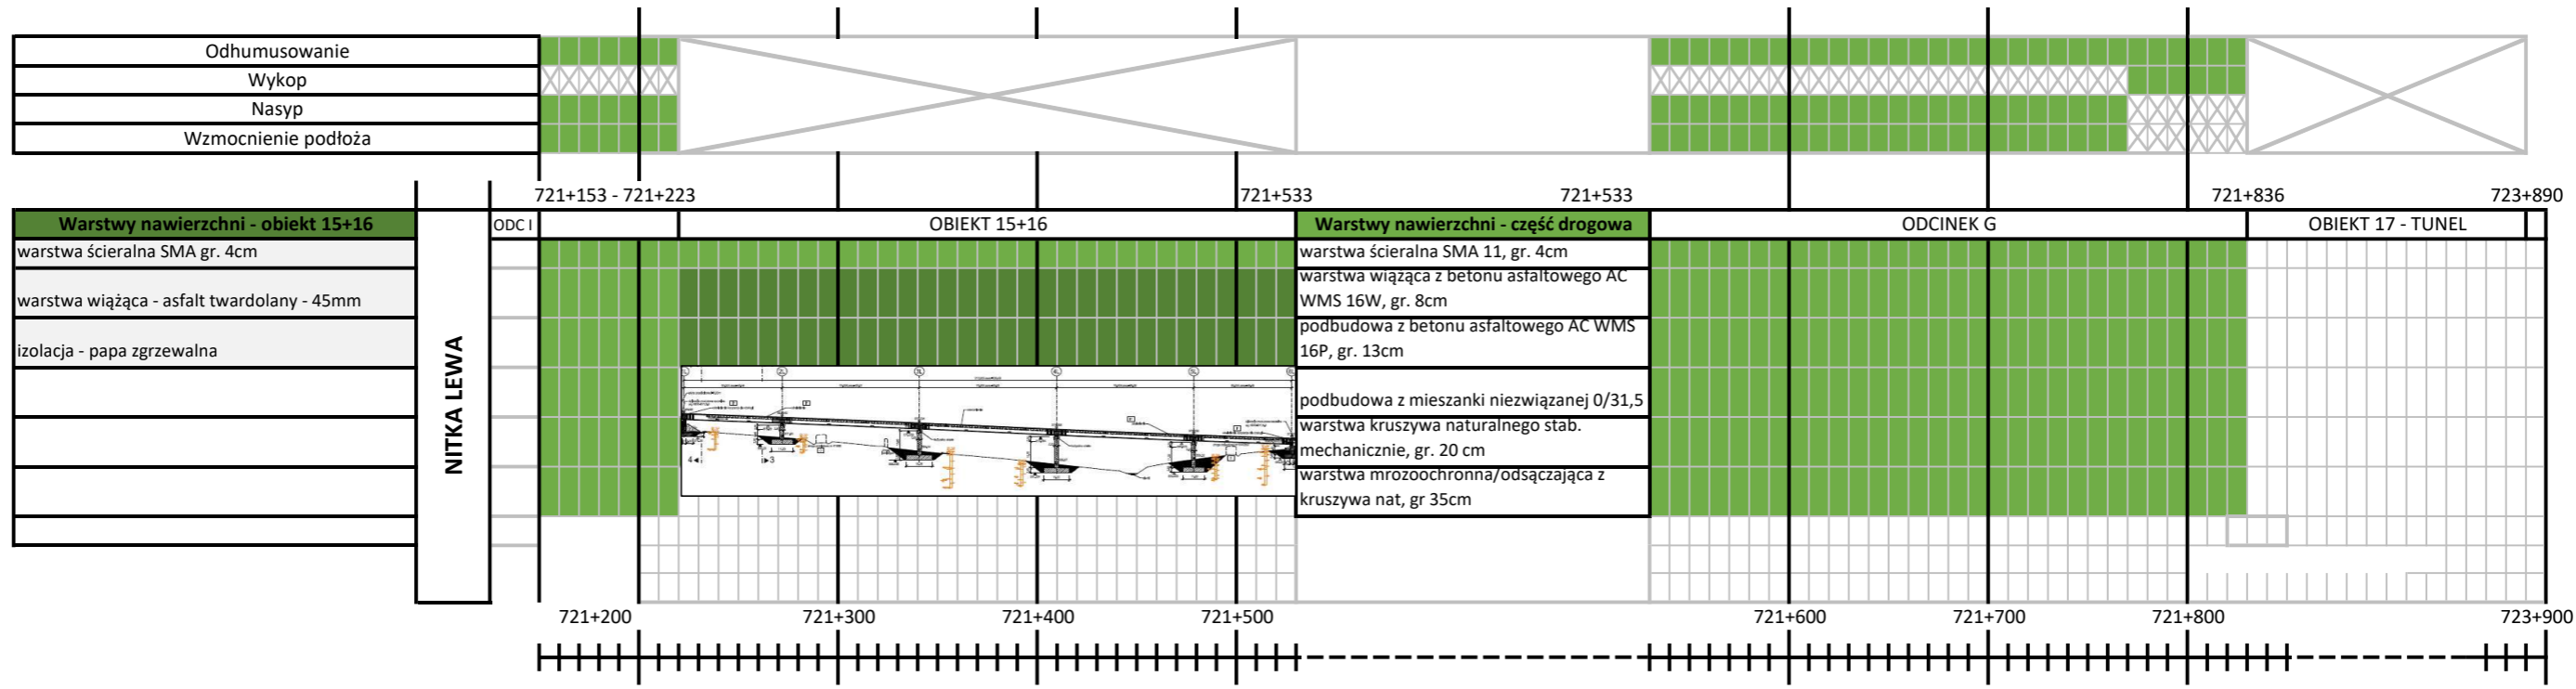 Odhumusowanie
Wykop
Nasyp
Wzmocnienie podłoża
721+153 - 721+223
721+533
721+533
721+836
723+890
Warstwy nawierzchni - obiekt 15+16
ODC I
OBIEKT 15+16
Warstwy nawierzchni - część drogowa
ODCINEK G
OBIEKT 17 - TUNEL
warstwa ścieralna SMA gr. 4cm
warstwa wiążąca - asfalt twardolany - 45mm
izolacja - papa zgrzewalna
NITKA LEWA
warstwa ścieralna SMA 11, gr. 4cm
warstwa wiążąca z betonu asfaltowego AC
WMS 16W, gr. 8cm
podbudowa z betonu asfaltowego AC WMS
16P, gr. 13cm
podbudowa z mieszanki niezwiązanej 0/31,5
warstwa kruszywa naturalnego stab.
mechanicznie, gr. 20 cm
warstwa mrozoochronna/odsączająca z
kruszywa nat, gr 35cm
721+200
721+300
721+400
721+500
721+600
721+700
721+800
723+900